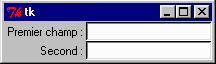 tk
Premier champ :
Second :